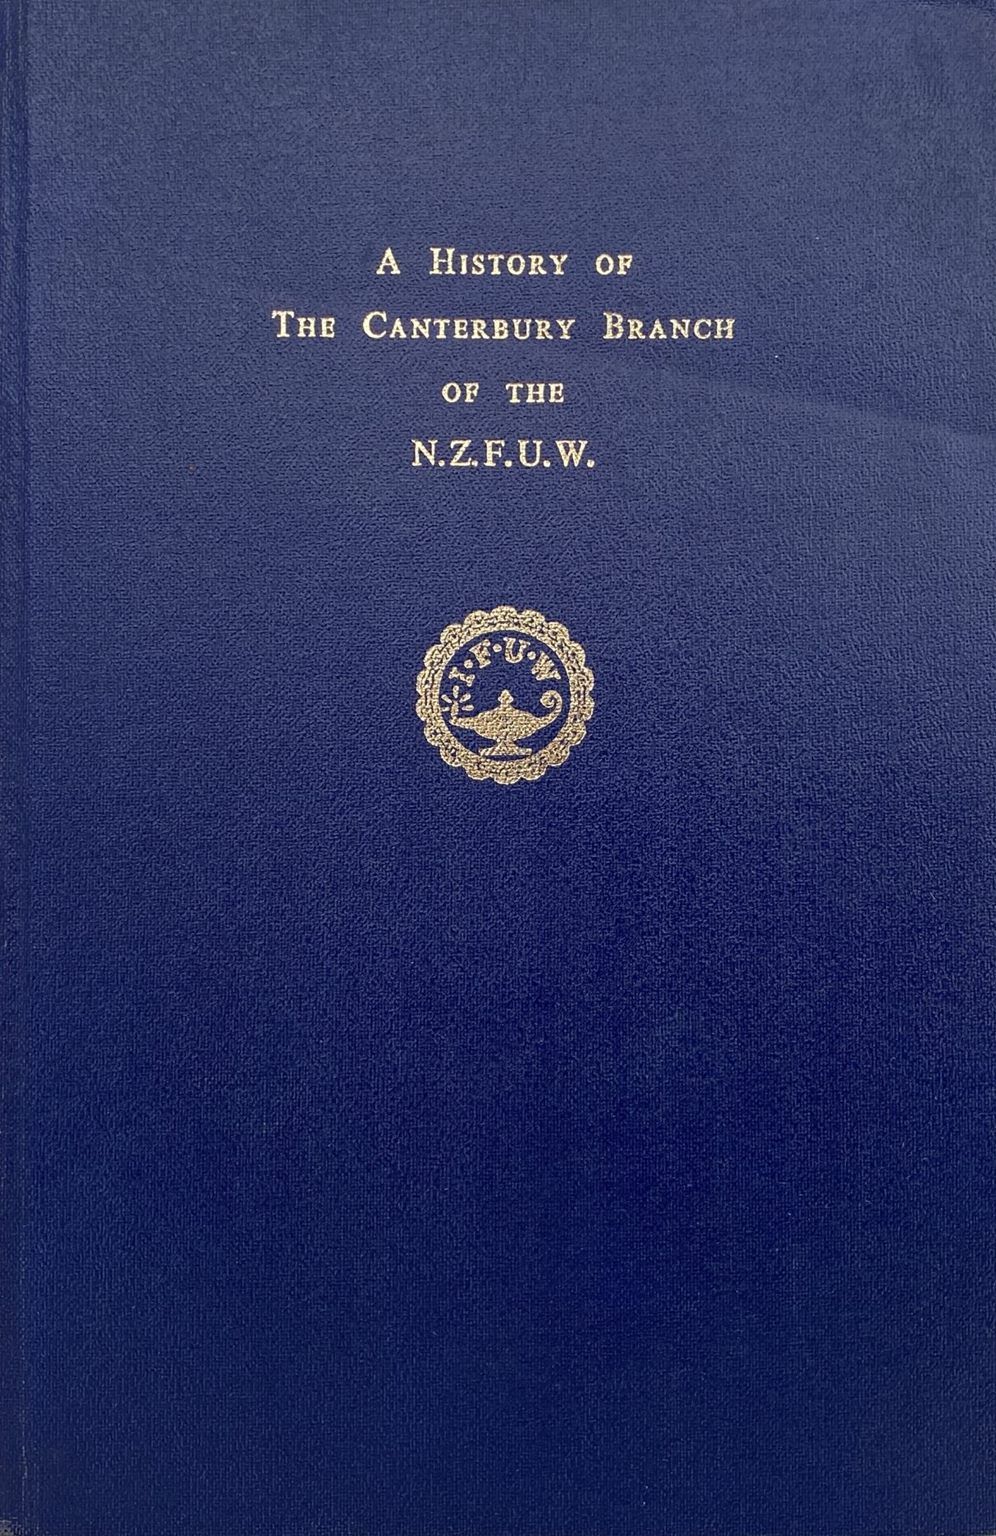 A HISTORY OF
THE CANTERBURY BRANCH
OF THE
N.Z.F.U.W.
I·F·U·W